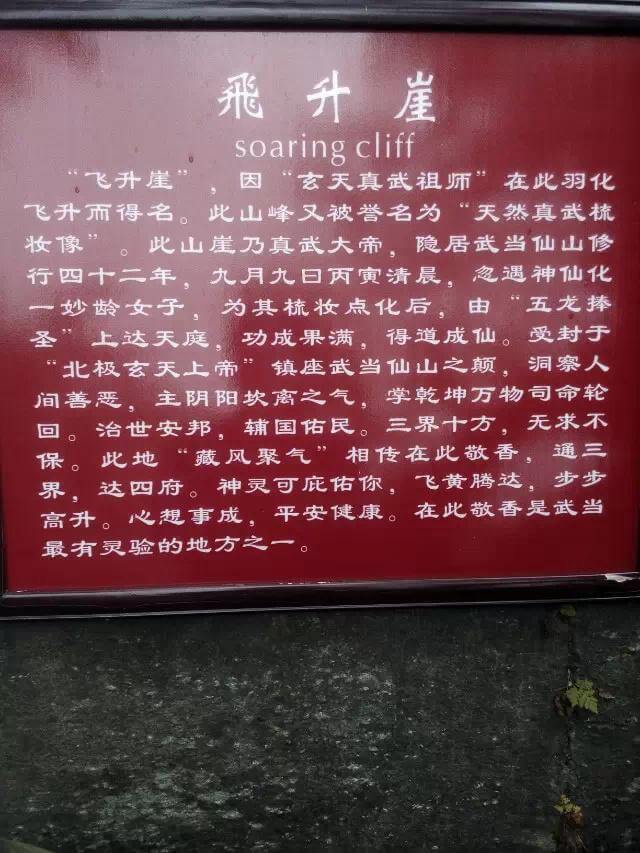 飛升崖
soaring cliff
“飞升崖”，因“玄天真武祖师”在此羽化
飞升而得名。此山峰又被誉名为“天然真武梳
妆像”。此山崖乃真武大帝，隐居武当仙山修
行四十二年，九月九日丙寅清晨，忽遇神仙化
一妙龄女子，为其梳妆点化后，由“五龙捧
圣”上达天庭，功成果满，得道成仙。受封于
“北极玄天上帝”镇座武当仙山之颠，洞察人
间善恶，主阴阳坎离之气，掌乾坤万物司命轮
回。治世安邦，辅国佑民。三界十方，无求不
保。此地“藏风聚气”相传在此敬香，通三
界，达四府。神灵可庇佑你，飞黄腾达，步步
高升。心想事成，平安健康。在此敬香是武当
最有灵验的地方之一。